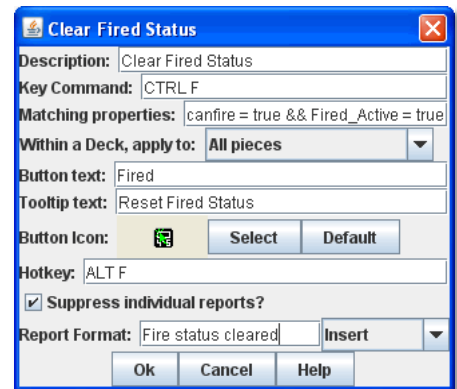 Clear Fired Status
Description: Clear Fired Status
Key Command: CTRL F
Matching properties: canfire = true && Fired_Active = true
Within a Deck, apply to: All pieces
Button text: Fired
Tooltip text: Reset Fired Status
Button Icon: Select Default
Hotkey: ALT F
Suppress individual reports?
Report Format: Fire status cleared Insert
Ok Cancel Help